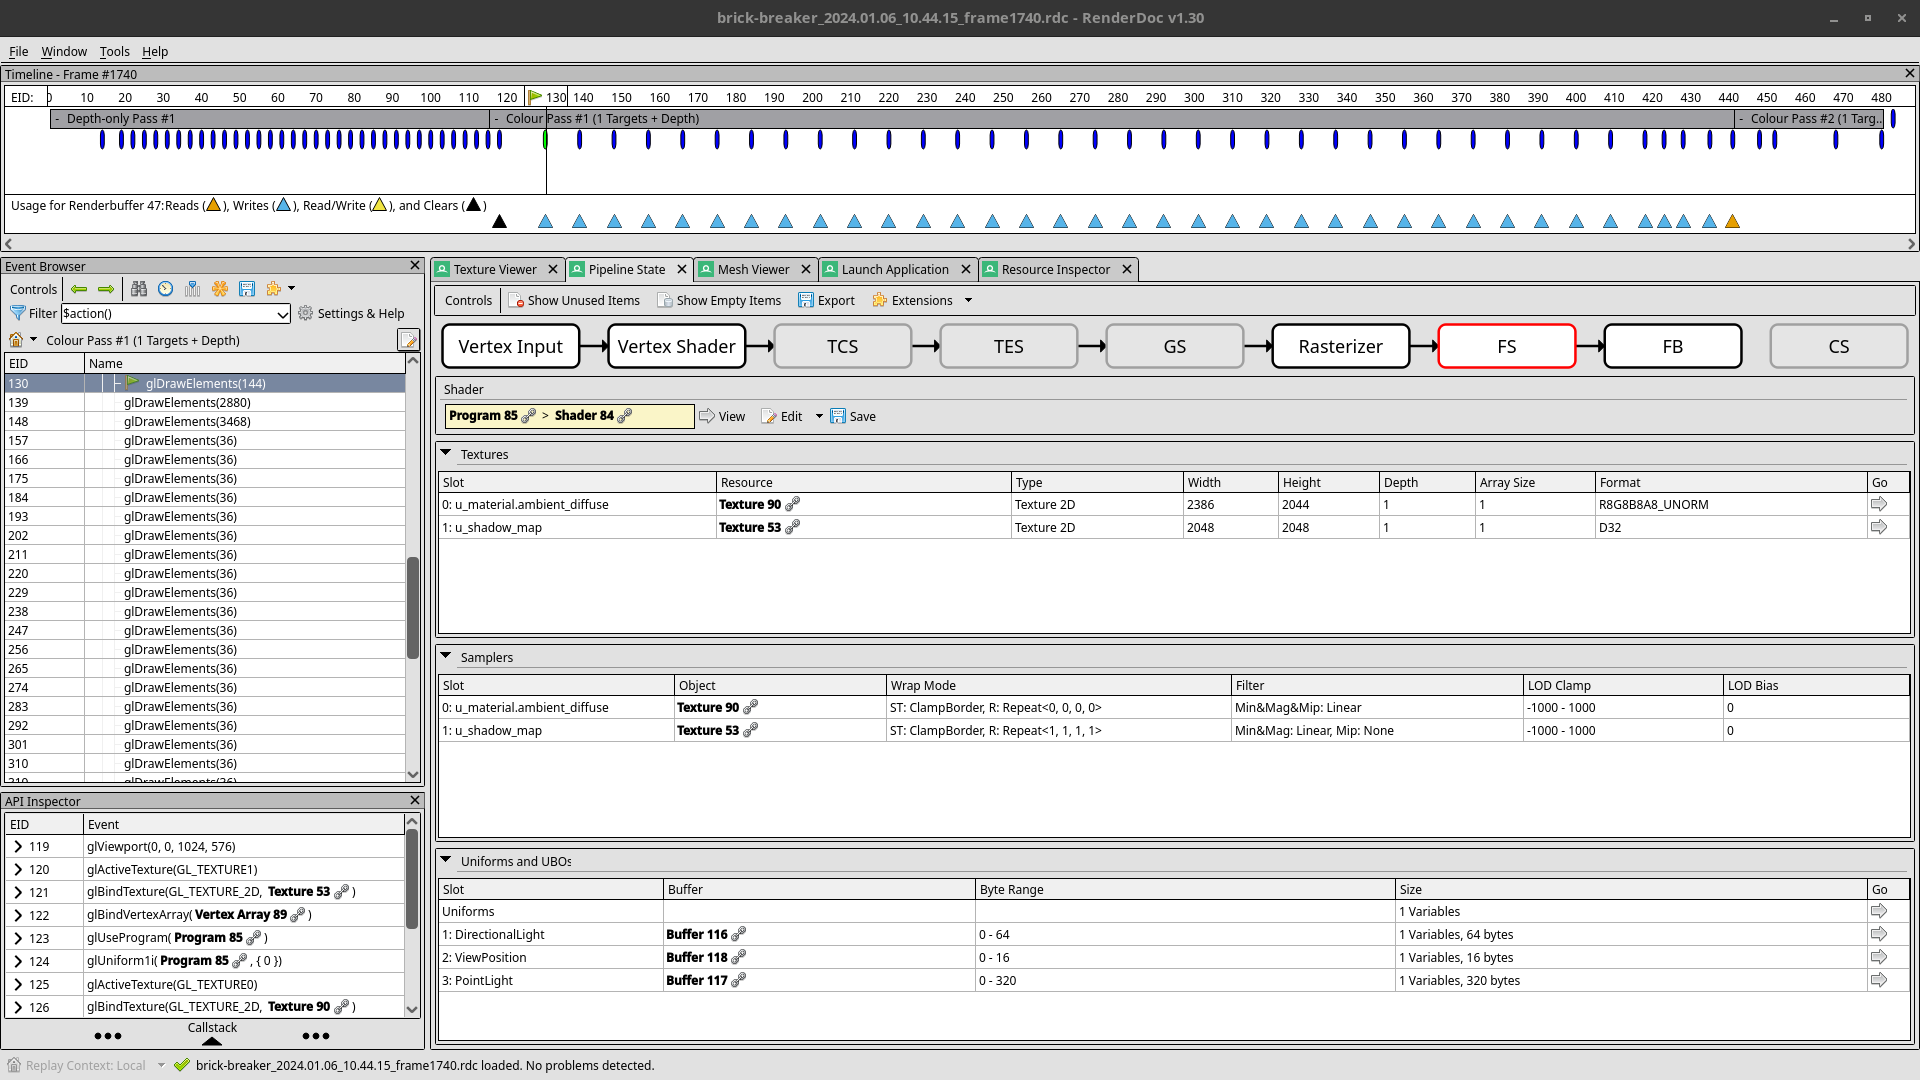 brick-breaker_2024.01.06_10.44.15_frame1740.rdc - RenderDoc v1.30
File Window Tools Help
Timeline - Frame #1740
EID: 0 10 20 30 40 50 60 70 80 90 100 110 120 130 140 150 160 170 180 190 200 210 220 230 240 250 260 270 280 290 300 310 320 330 340 350 360 370 380 390 400 410 420 430 440 450 460 470 480
- Depth-only Pass #1 - Colour Pass #1 (1 Targets + Depth) - Colour Pass #2 (1 Targ...
Usage for Renderbuffer 47: Reads ( ), Writes ( ), Read/Write ( ), and Clears ( )
Event Browser
Controls
Filter $action() Settings & Help
Colour Pass #1 (1 Targets + Depth)
EID Name
130 glDrawElements(144)
139 glDrawElements(2880)
148 glDrawElements(3468)
157 glDrawElements(36)
166 glDrawElements(36)
175 glDrawElements(36)
184 glDrawElements(36)
193 glDrawElements(36)
202 glDrawElements(36)
211 glDrawElements(36)
220 glDrawElements(36)
229 glDrawElements(36)
238 glDrawElements(36)
247 glDrawElements(36)
256 glDrawElements(36)
265 glDrawElements(36)
274 glDrawElements(36)
283 glDrawElements(36)
292 glDrawElements(36)
301 glDrawElements(36)
310 glDrawElements(36)
319 glDrawElements(36)
API Inspector
EID Event
119 glViewport(0, 0, 1024, 576)
120 glActiveTexture(GL_TEXTURE1)
121 glBindTexture(GL_TEXTURE_2D, Texture 53 )
122 glBindVertexArray( Vertex Array 89 )
123 glUseProgram( Program 85 )
124 glUniform1i( Program 85 , { 0 })
125 glActiveTexture(GL_TEXTURE0)
126 glBindTexture(GL_TEXTURE_2D, Texture 90 )
Callstack
Texture Viewer Pipeline State Mesh Viewer Launch Application Resource Inspector
Controls Show Unused Items Show Empty Items Export Extensions
Vertex Input Vertex Shader TCS TES GS Rasterizer FS FB CS
Shader
Program 85 > Shader 84 View Edit Save
Textures
Slot Resource Type Width Height Depth Array Size Format Go
0: u_material.ambient_diffuse Texture 90 Texture 2D 2386 2044 1 1 R8G8B8A8_UNORM
1: u_shadow_map Texture 53 Texture 2D 2048 2048 1 1 D32
Samplers
Slot Object Wrap Mode Filter LOD Clamp LOD Bias
0: u_material.ambient_diffuse Texture 90 ST: ClampBorder, R: Repeat<0, 0, 0, 0> Min&Mag&Mip: Linear -1000 - 1000 0
1: u_shadow_map Texture 53 ST: ClampBorder, R: Repeat<1, 1, 1, 1> Min&Mag: Linear, Mip: None -1000 - 1000 0
Uniforms and UBOs
Slot Buffer Byte Range Size Go
Uniforms 1 Variables
1: DirectionalLight Buffer 116 0 - 64 1 Variables, 64 bytes
2: ViewPosition Buffer 118 0 - 16 1 Variables, 16 bytes
3: PointLight Buffer 117 0 - 320 1 Variables, 320 bytes
Replay Context: Local brick-breaker_2024.01.06_10.44.15_frame1740.rdc loaded. No problems detected.